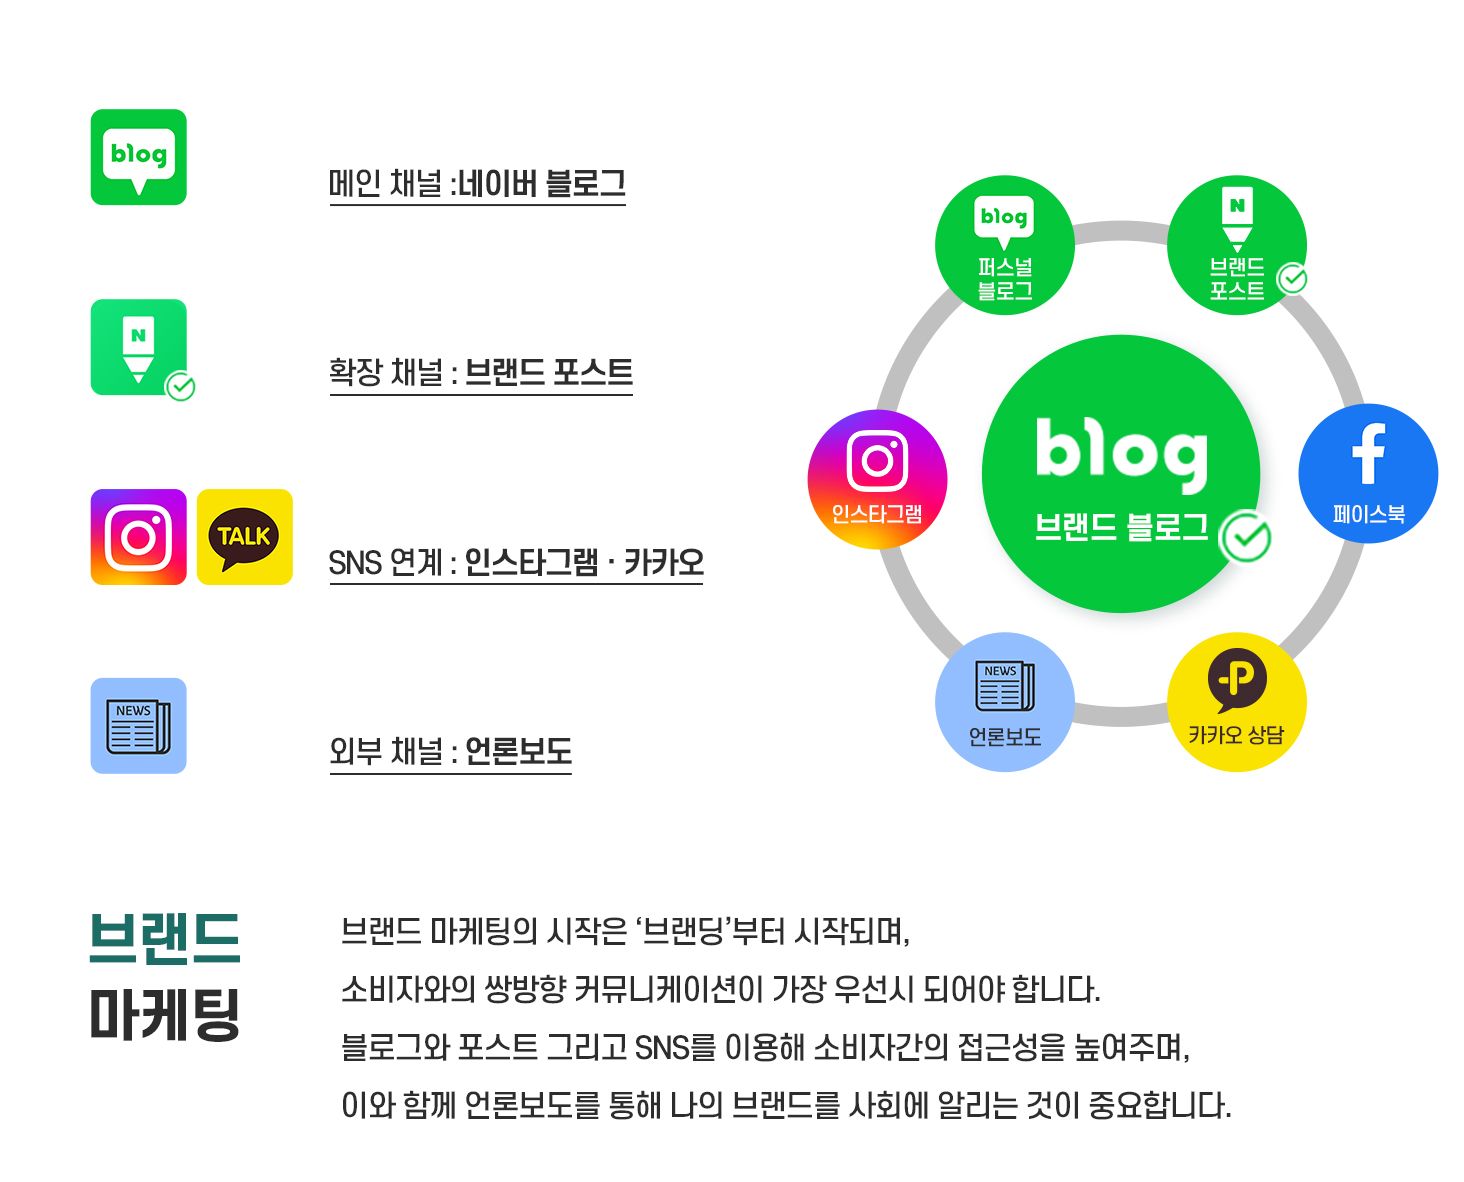 blog
메인 채널 :네이버 블로그
N
확장 채널 : 브랜드 포스트
TALK
SNS 연계 : 인스타그램 · 카카오
NEWS
외부 채널 : 언론보도
blog
퍼스널
블로그
N
브랜드
포스트
인스타그램
blog
브랜드 블로그
f
페이스북
NEWS
언론보도
P
카카오 상담
브랜드
마케팅
브랜드 마케팅의 시작은 ‘브랜딩’부터 시작되며,
소비자와의 쌍방향 커뮤니케이션이 가장 우선시 되어야 합니다.
블로그와 포스트 그리고 SNS를 이용해 소비자간의 접근성을 높여주며,
이와 함께 언론보도를 통해 나의 브랜드를 사회에 알리는 것이 중요합니다.